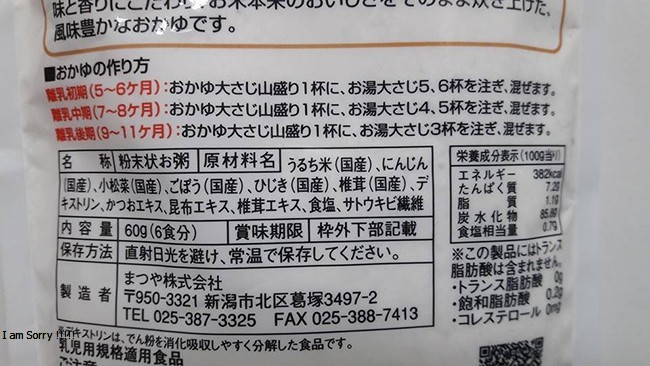 味と香りにこだわり、お米本来のおいしさをそのまま炊き上げた、
風味豊かなおかゆです。
■おかゆの作り方
離乳初期(5～6ケ月):おかゆ大さじ山盛り1杯に、お湯大さじ5、6杯を注ぎ、混ぜます。
離乳中期(7～8ケ月):おかゆ大さじ山盛り1杯に、お湯大さじ4、5杯を注ぎ、混ぜます。
離乳後期(9～11ケ月):おかゆ大さじ山盛り1杯に、お湯大さじ3杯を注ぎ、混ぜます。
名 称 粉末状お粥 原材料名 うるち米(国産)、にんじん
(国産)、小松菜(国産)、ごぼう(国産)、ひじき(国産)、椎茸(国産)、デ
キストリン、かつおエキス、昆布エキス、椎茸エキス、食塩、サトウキビ繊維
内 容 量 60g(6食分) 賞味期限 枠外下部記載
保存方法 直射日光を避け、常温で保存してください。
製 造 者 まつや株式会社
〒950-3321 新潟市北区葛塚3497-2
TEL 025-387-3325 FAX 025-388-7413
栄養成分表示(100g当り)
エネルギー 382kcal
たんぱく質 7.2g
脂 質 1.1g
炭水化物 85.8g
食塩相当量 0.7g
※この製品にはトランス
脂肪酸は含まれません。
・トランス脂肪酸 0g
・飽和脂肪酸 0.2g
・コレステロール 0mg
I am Sorry !!
※デキストリンは、でん粉を消化吸収しやすく分解した食品です。
乳児用規格適用食品